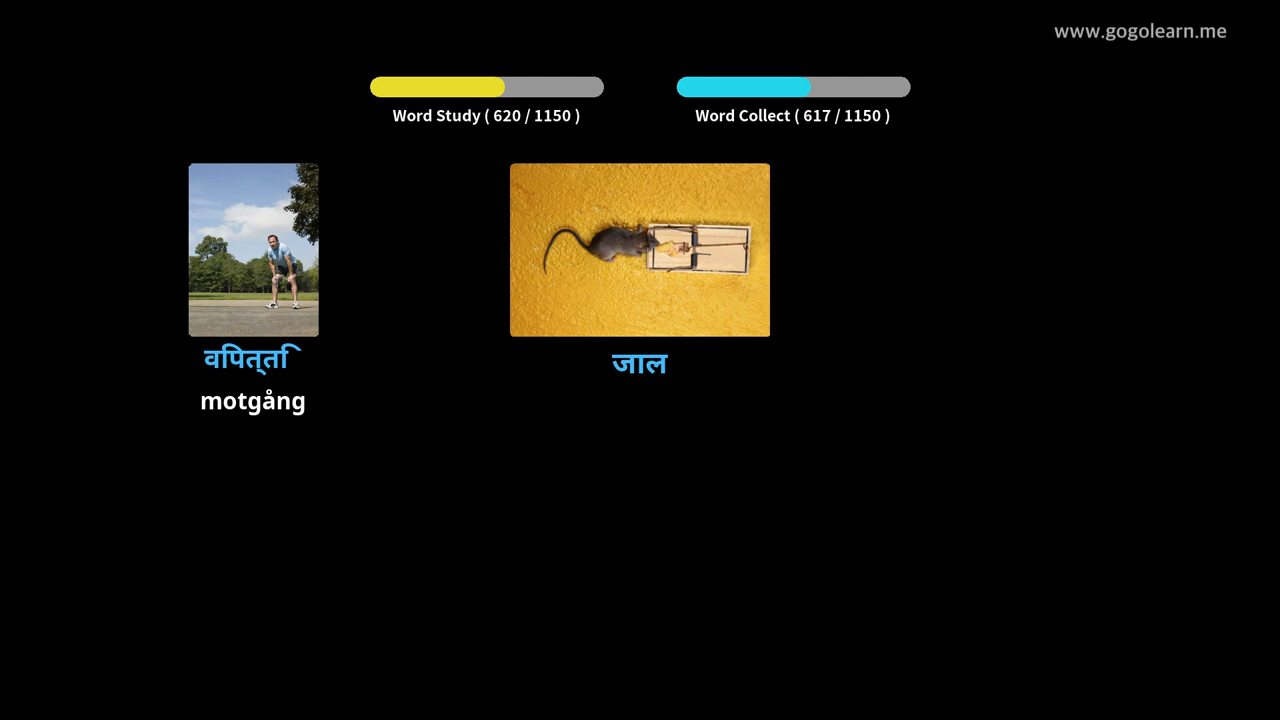 www.gogolearn.me
Word Study ( 620 / 1150 )
Word Collect ( 617 / 1150 )
विपत्ति
motgång
जाल